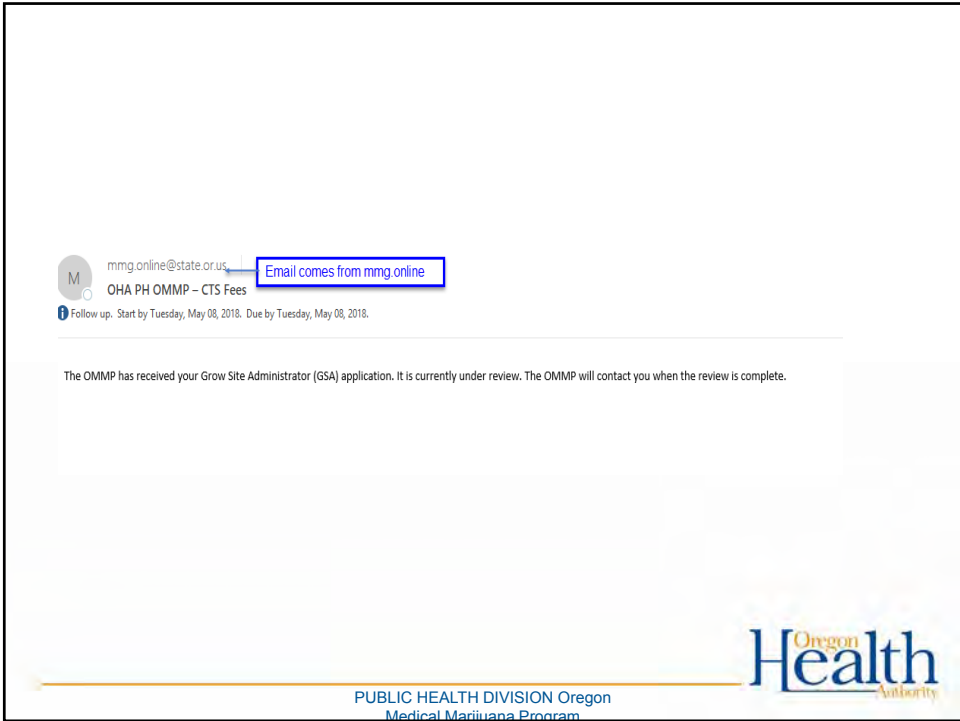 M
mmg.online@state.or.us
Email comes from mmg.online
OHA PH OMMP – CTS Fees
Follow up. Start by Tuesday, May 08, 2018. Due by Tuesday, May 08, 2018.
The OMMP has received your Grow Site Administrator (GSA) application. It is currently under review. The OMMP will contact you when the review is complete.
Oregon
Health
Authority
PUBLIC HEALTH DIVISION Oregon
Medical Marijuana Program